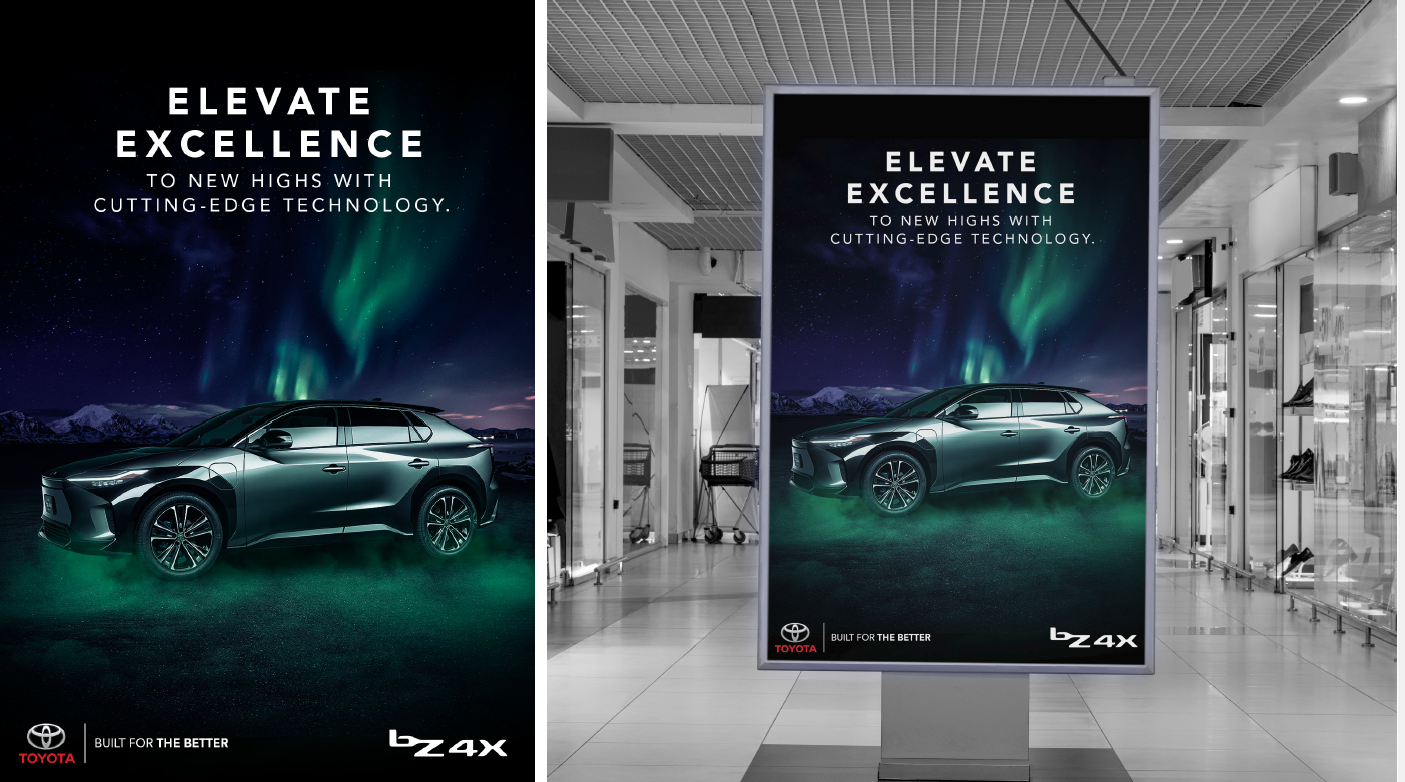 ELEVATE
EXCELLENCE
TO NEW HIGHS WITH
CUTTING-EDGE TECHNOLOGY.
TOYOTA
BUILT FOR THE BETTER
bZ4X
ELEVATE
EXCELLENCE
TO NEW HIGHS WITH
CUTTING-EDGE TECHNOLOGY.
TOYOTA
BUILT FOR THE BETTER
bZ4X